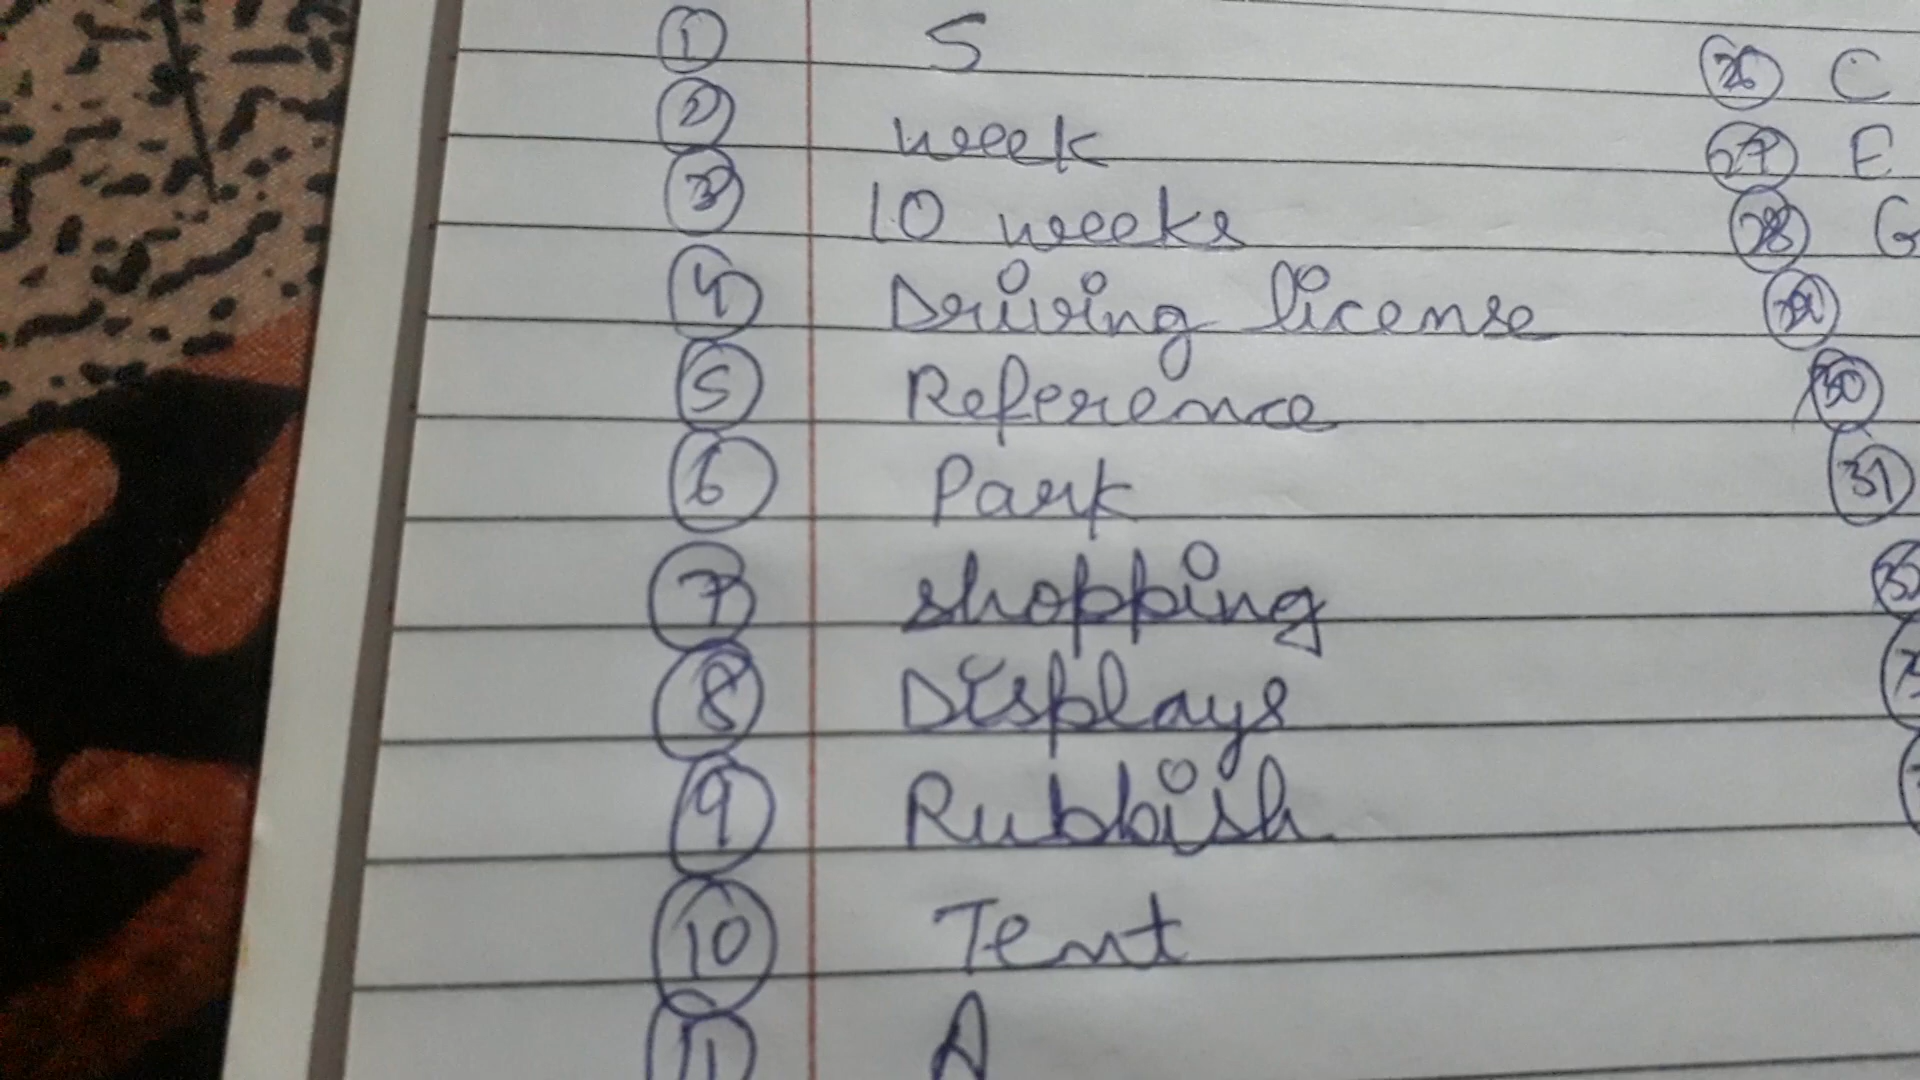 1 5
2 week
3 10 weeks
4 Driving license
5 Reference
6 Park
7 shopping
8 Displays
9 Rubbish
10 Tent
11 A
26 C
27 E
28 G
29
30
31